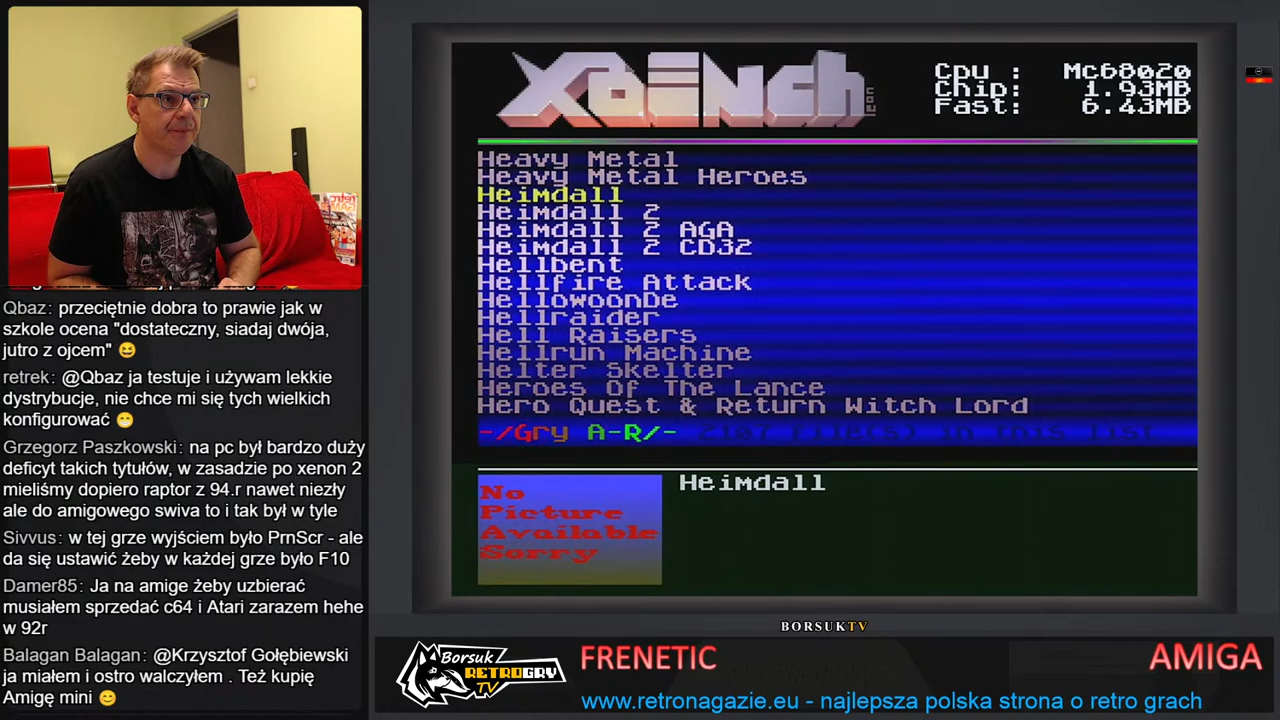 Qbaz: przeciętnie dobra to prawie jak w
szkole ocena "dostateczny, siadaj dwója,
jutro z ojcem" 😆
retrek: @Qbaz ja testuje i używam lekkie
dystrybucje, nie chce mi się tych wielkich
konfigurować 😁
Grzegorz Paszkowski: na pc był bardzo duży
deficyt takich tytułów, w zasadzie po xenon 2
mieliśmy dopiero raptor z 94.r nawet niezły
ale do amigowego swiva to i tak był w tyle
Sivvus: w tej grze wyjściem było PrnScr - ale
da się ustawić żeby w każdej grze było F10
Damer85: Ja na amige żeby uzbierać
musiałem sprzedać c64 i Atari zarazem hehe
w 92r
Balagan Balagan: @Krzysztof Gołębiewski
ja miałem i ostro walczyłem . Też kupię
Amigę mini 😊
Cpu : Mc68020
Chip: 1.93MB
Fast: 6.43MB
Heavy Metal
Heavy Metal Heroes
Heimdall
Heimdall 2
Heimdall 2 AGA
Heimdall 2 CD32
Hellbent
Hellfire Attack
HellowoonDe
Hellraider
Hell Raisers
Hellrun Machine
Helter Skelter
Heroes Of The Lance
Hero Quest & Return Witch Lord
-/Gry A-R/- 2107 File(s) in this list
No
Picture
Available
Sorry
Heimdall
BORSUKTV
Borsuk
RETROGRY
TV
FRENETIC
AMIGA
www.retronagazie.eu - najlepsza polska strona o retro grach